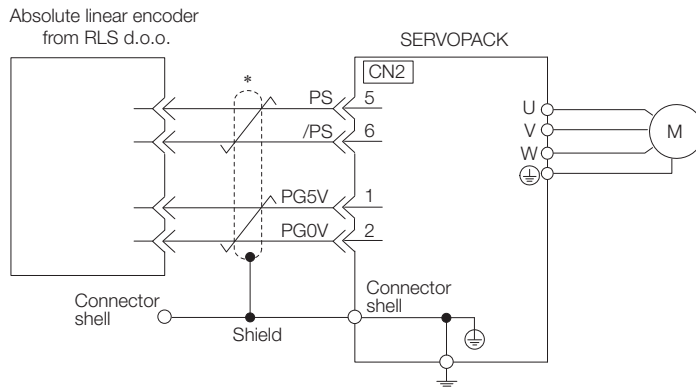 Absolute linear encoder
from RLS d.o.o.
SERVOPACK
CN2
*
PS
5
/PS
6
PG5V
1
PG0V
2
U
V
W
M
Connector
shell
Shield
Connector
shell